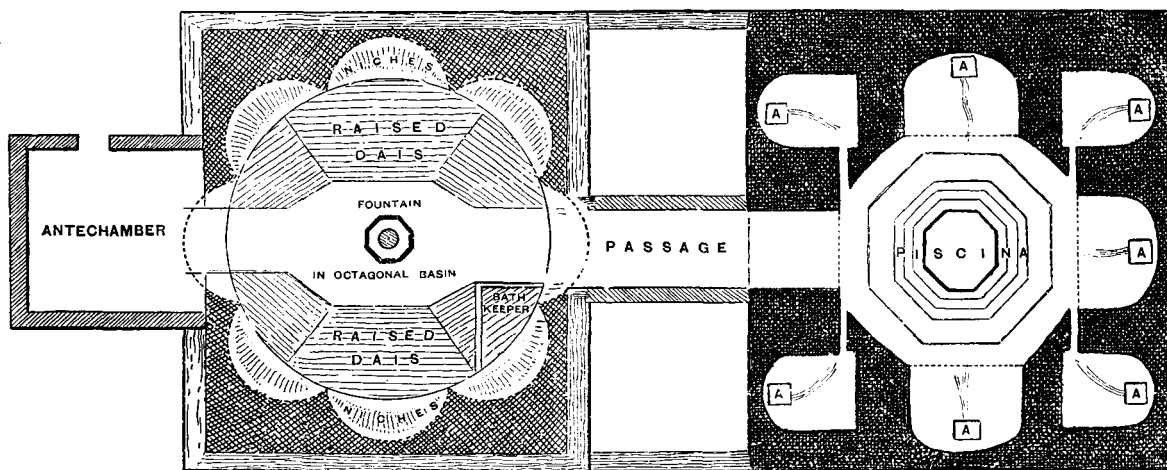 ANTECHAMBER
NICHES
RAISED
DAIS
FOUNTAIN
IN OCTAGONAL BASIN
BATH
KEEPER
RAISED
DAIS
NICHES
PASSAGE
A
A
A
PISCINA
A
A
A
A